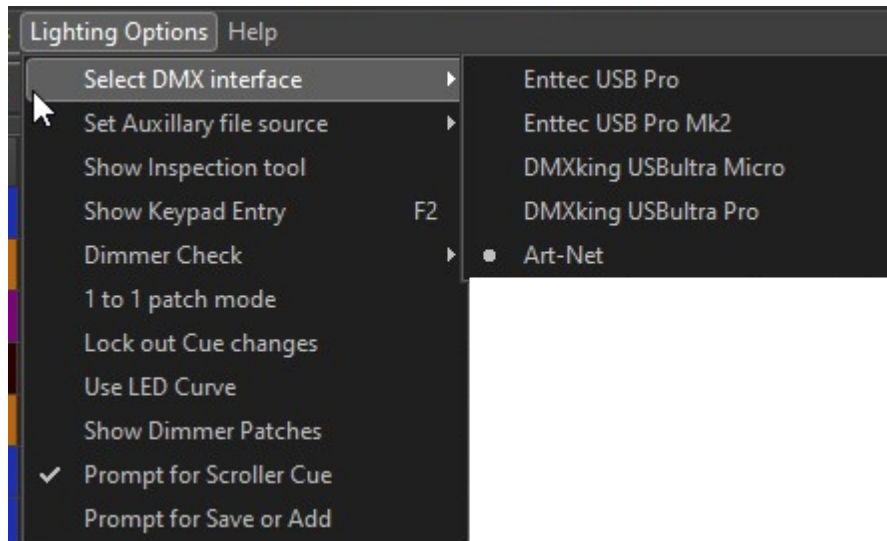 Lighting Options Help
Select DMX interface
Set Auxillary file source
Show Inspection tool
Show Keypad Entry F2
Dimmer Check
1 to 1 patch mode
Lock out Cue changes
Use LED Curve
Show Dimmer Patches
Prompt for Scroller Cue
Prompt for Save or Add
Enttec USB Pro
Enttec USB Pro Mk2
DMXking USBultra Micro
DMXking USBultra Pro
Art-Net